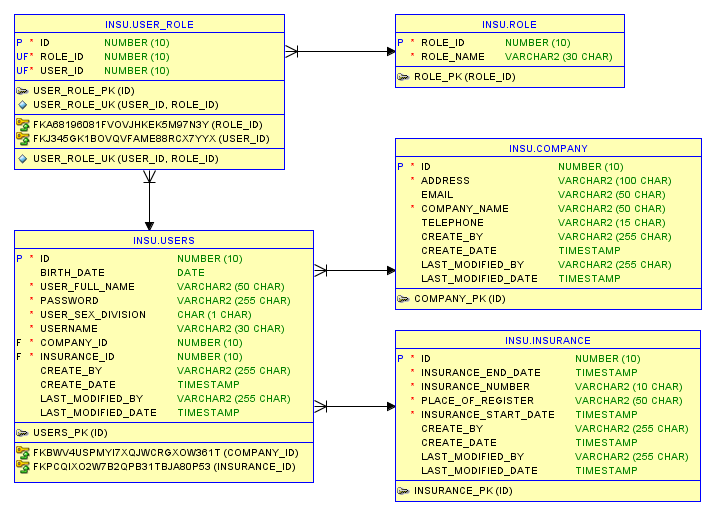 INSU.USER_ROLE
P * ID NUMBER (10)
UF* ROLE_ID NUMBER (10)
UF* USER_ID NUMBER (10)
USER_ROLE_PK (ID)
USER_ROLE_UK (USER_ID, ROLE_ID)
FKA68196081FVOVJHKEK5M97N3Y (ROLE_ID)
FKJ345GK1BOVQVFAME88RCX7YYX (USER_ID)
USER_ROLE_UK (USER_ID, ROLE_ID)
INSU.ROLE
P * ROLE_ID NUMBER (10)
* ROLE_NAME VARCHAR2 (30 CHAR)
ROLE_PK (ROLE_ID)
INSU.COMPANY
P * ID NUMBER (10)
* ADDRESS VARCHAR2 (100 CHAR)
EMAIL VARCHAR2 (50 CHAR)
* COMPANY_NAME VARCHAR2 (50 CHAR)
TELEPHONE VARCHAR2 (15 CHAR)
CREATE_BY VARCHAR2 (255 CHAR)
CREATE_DATE TIMESTAMP
LAST_MODIFIED_BY VARCHAR2 (255 CHAR)
LAST_MODIFIED_DATE TIMESTAMP
COMPANY_PK (ID)
INSU.USERS
P * ID NUMBER (10)
BIRTH_DATE DATE
* USER_FULL_NAME VARCHAR2 (50 CHAR)
* PASSWORD VARCHAR2 (255 CHAR)
* USER_SEX_DIVISION CHAR (1 CHAR)
* USERNAME VARCHAR2 (30 CHAR)
F * COMPANY_ID NUMBER (10)
F * INSURANCE_ID NUMBER (10)
CREATE_BY VARCHAR2 (255 CHAR)
CREATE_DATE TIMESTAMP
LAST_MODIFIED_BY VARCHAR2 (255 CHAR)
LAST_MODIFIED_DATE TIMESTAMP
USERS_PK (ID)
FKBWV4USPMYI7XQJWCRGXOW361T (COMPANY_ID)
FKPCQIXO2W7B2QPB31TBJA80P53 (INSURANCE_ID)
INSU.INSURANCE
P * ID NUMBER (10)
* INSURANCE_END_DATE TIMESTAMP
* INSURANCE_NUMBER VARCHAR2 (10 CHAR)
* PLACE_OF_REGISTER VARCHAR2 (50 CHAR)
* INSURANCE_START_DATE TIMESTAMP
CREATE_BY VARCHAR2 (255 CHAR)
CREATE_DATE TIMESTAMP
LAST_MODIFIED_BY VARCHAR2 (255 CHAR)
LAST_MODIFIED_DATE TIMESTAMP
INSURANCE_PK (ID)